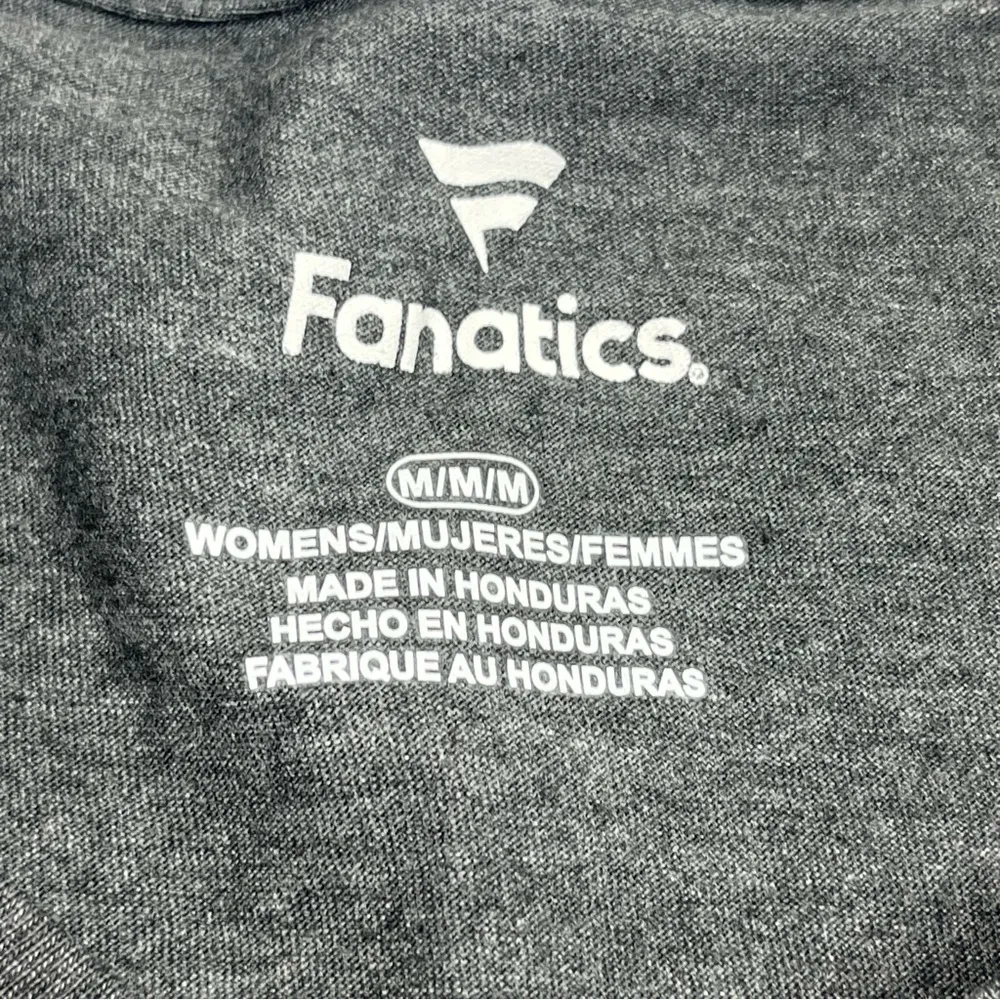 Fanatics.®
M/M/M
WOMENS/MUJERES/FEMMES
MADE IN HONDURAS
HECHO EN HONDURAS
FABRIQUE AU HONDURAS